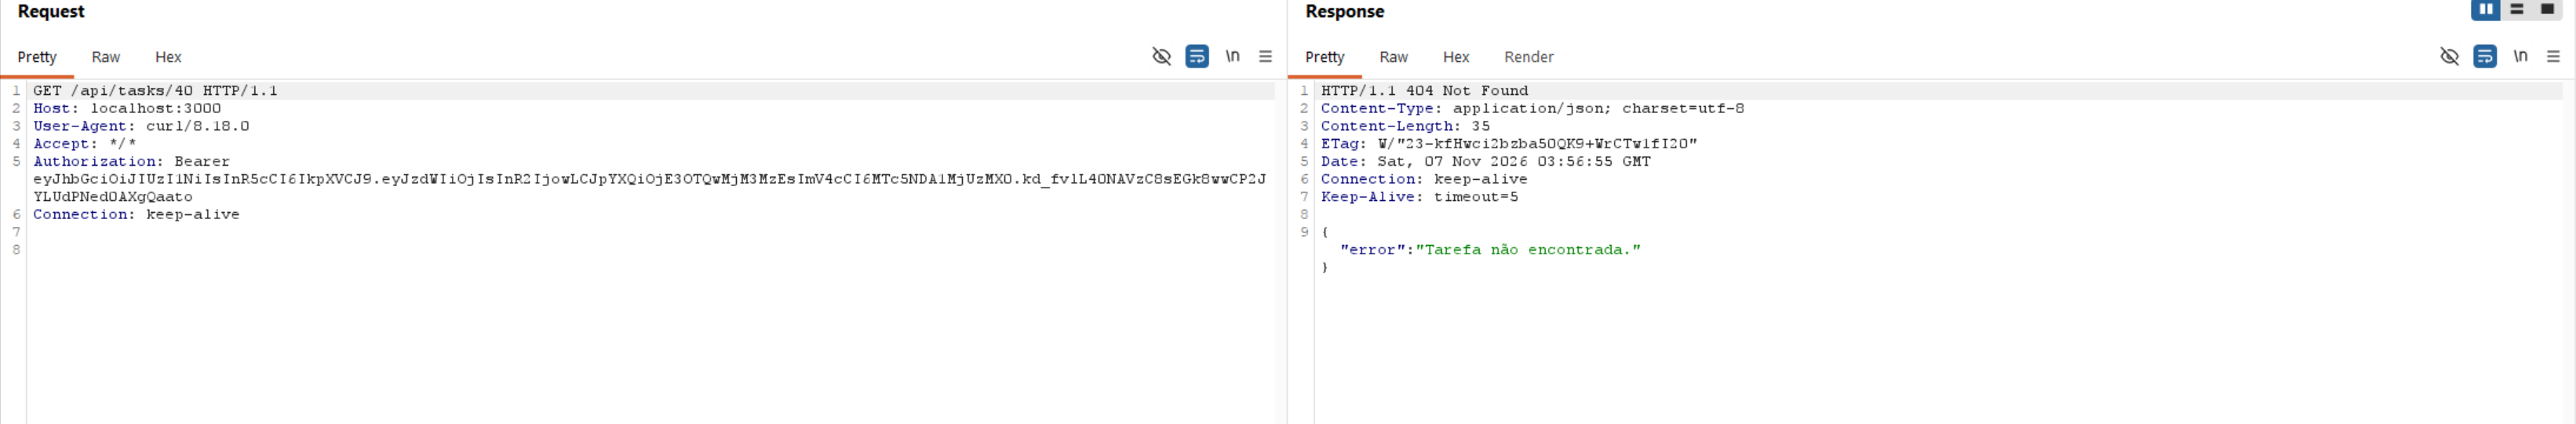 Request
Pretty Raw Hex \n
1 GET /api/tasks/40 HTTP/1.1
2 Host: localhost:3000
3 User-Agent: curl/8.18.0
4 Accept: */*
5 Authorization: Bearer
eyJhbGciOiJIUzI1NiIsInR5cCI6IkpXVCJ9.eyJzdWIiOjIsInR2IjowLCJpYXQiOjE3OTQwMjM3MzEsImV4cCI6MTc5NDA1MjUzMX0.kd_fvlL40NAVzC8sEGk8wwCP2J
YLUdPNed0AXgQaato
6 Connection: keep-alive
7
8
Response
Pretty Raw Hex Render \n
1 HTTP/1.1 404 Not Found
2 Content-Type: application/json; charset=utf-8
3 Content-Length: 35
4 ETag: W/"23-kfHwci2bzba50QK9+WrCTw1fI20"
5 Date: Sat, 07 Nov 2026 03:56:55 GMT
6 Connection: keep-alive
7 Keep-Alive: timeout=5
8
9 {
"error":"Tarefa não encontrada."
}